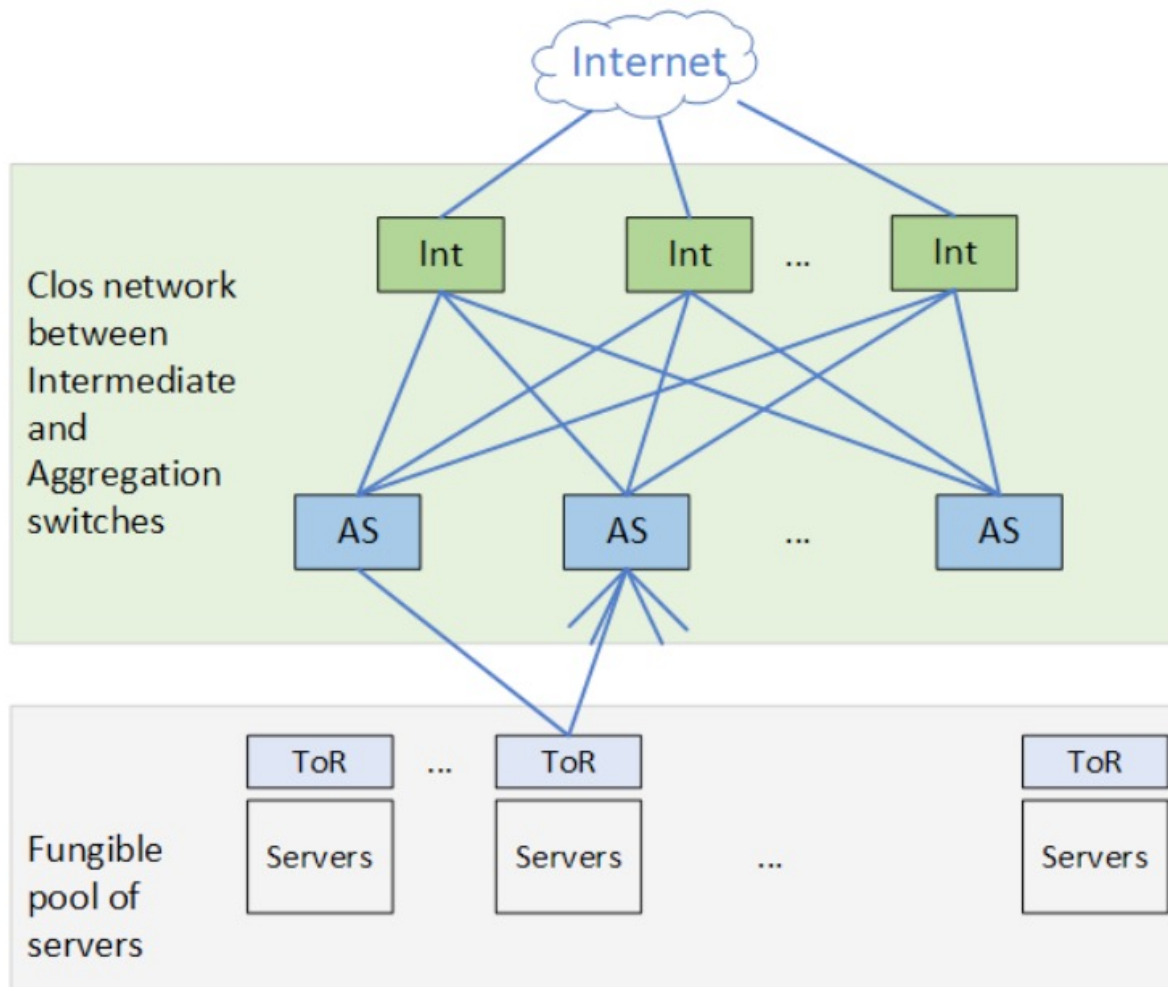 Internet
Int
Int
...
Int
Clos network
between
Intermediate
and
Aggregation
switches
AS
AS
...
AS
ToR
...
ToR
ToR
Servers
Servers
...
Servers
Fungible
pool of
servers